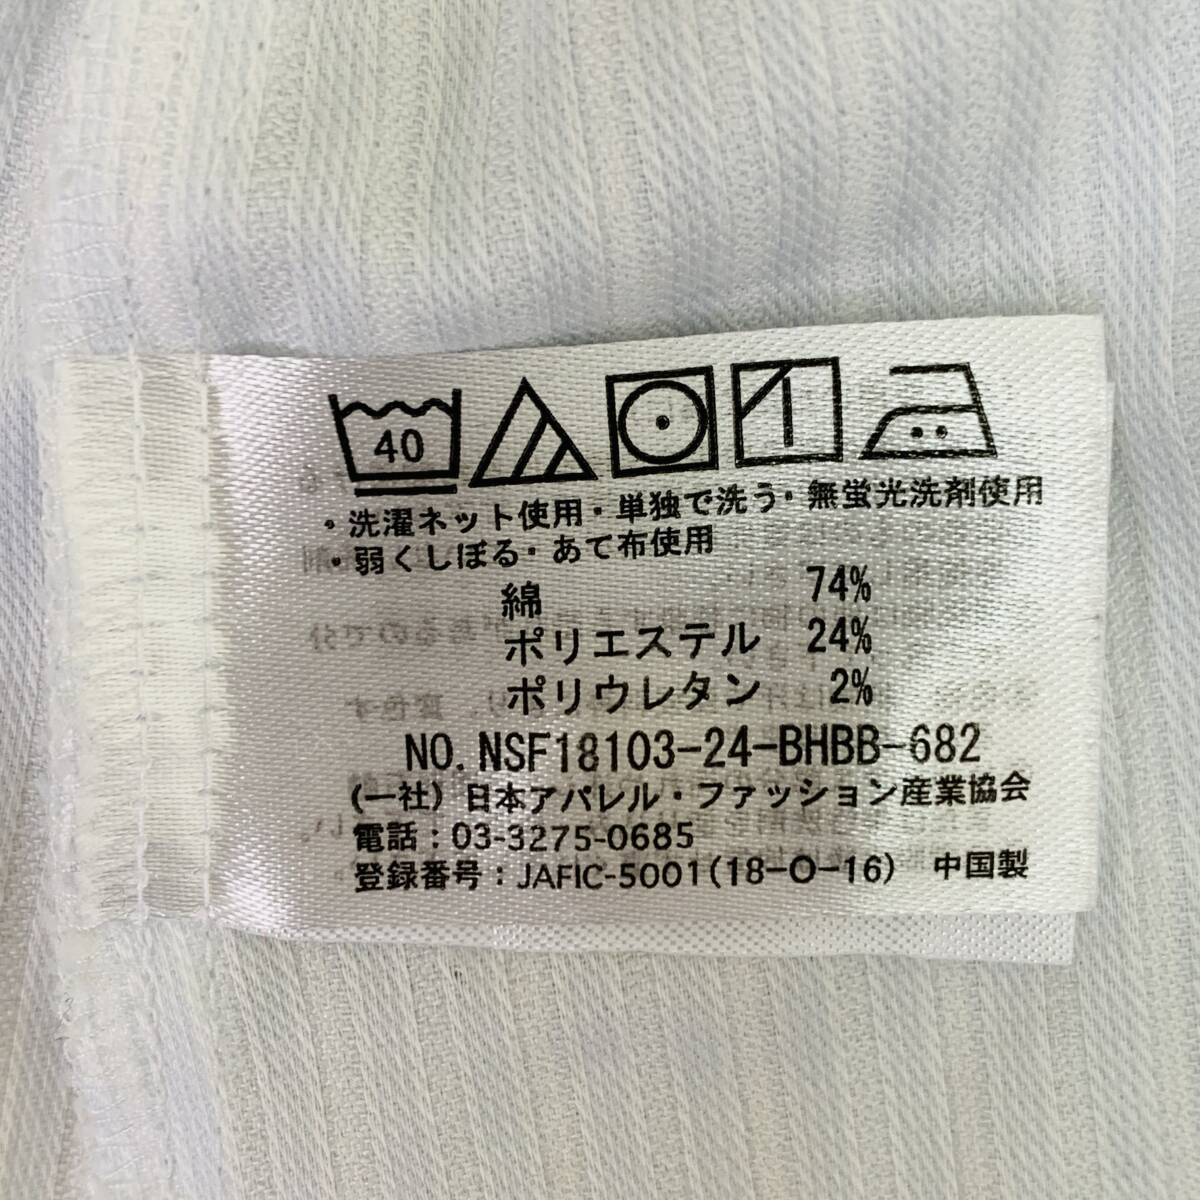 40
・洗濯ネット使用・単独で洗う・無蛍光洗剤使用
・弱くしぼる・あて布使用
綿 74%
ポリエステル 24%
ポリウレタン 2%
NO.NSF18103-24-BHBB-682
(一社) 日本アパレル・ファッション産業協会
電話：03-3275-0685
登録番号：JAFIC-5001(18-O-16) 中国製